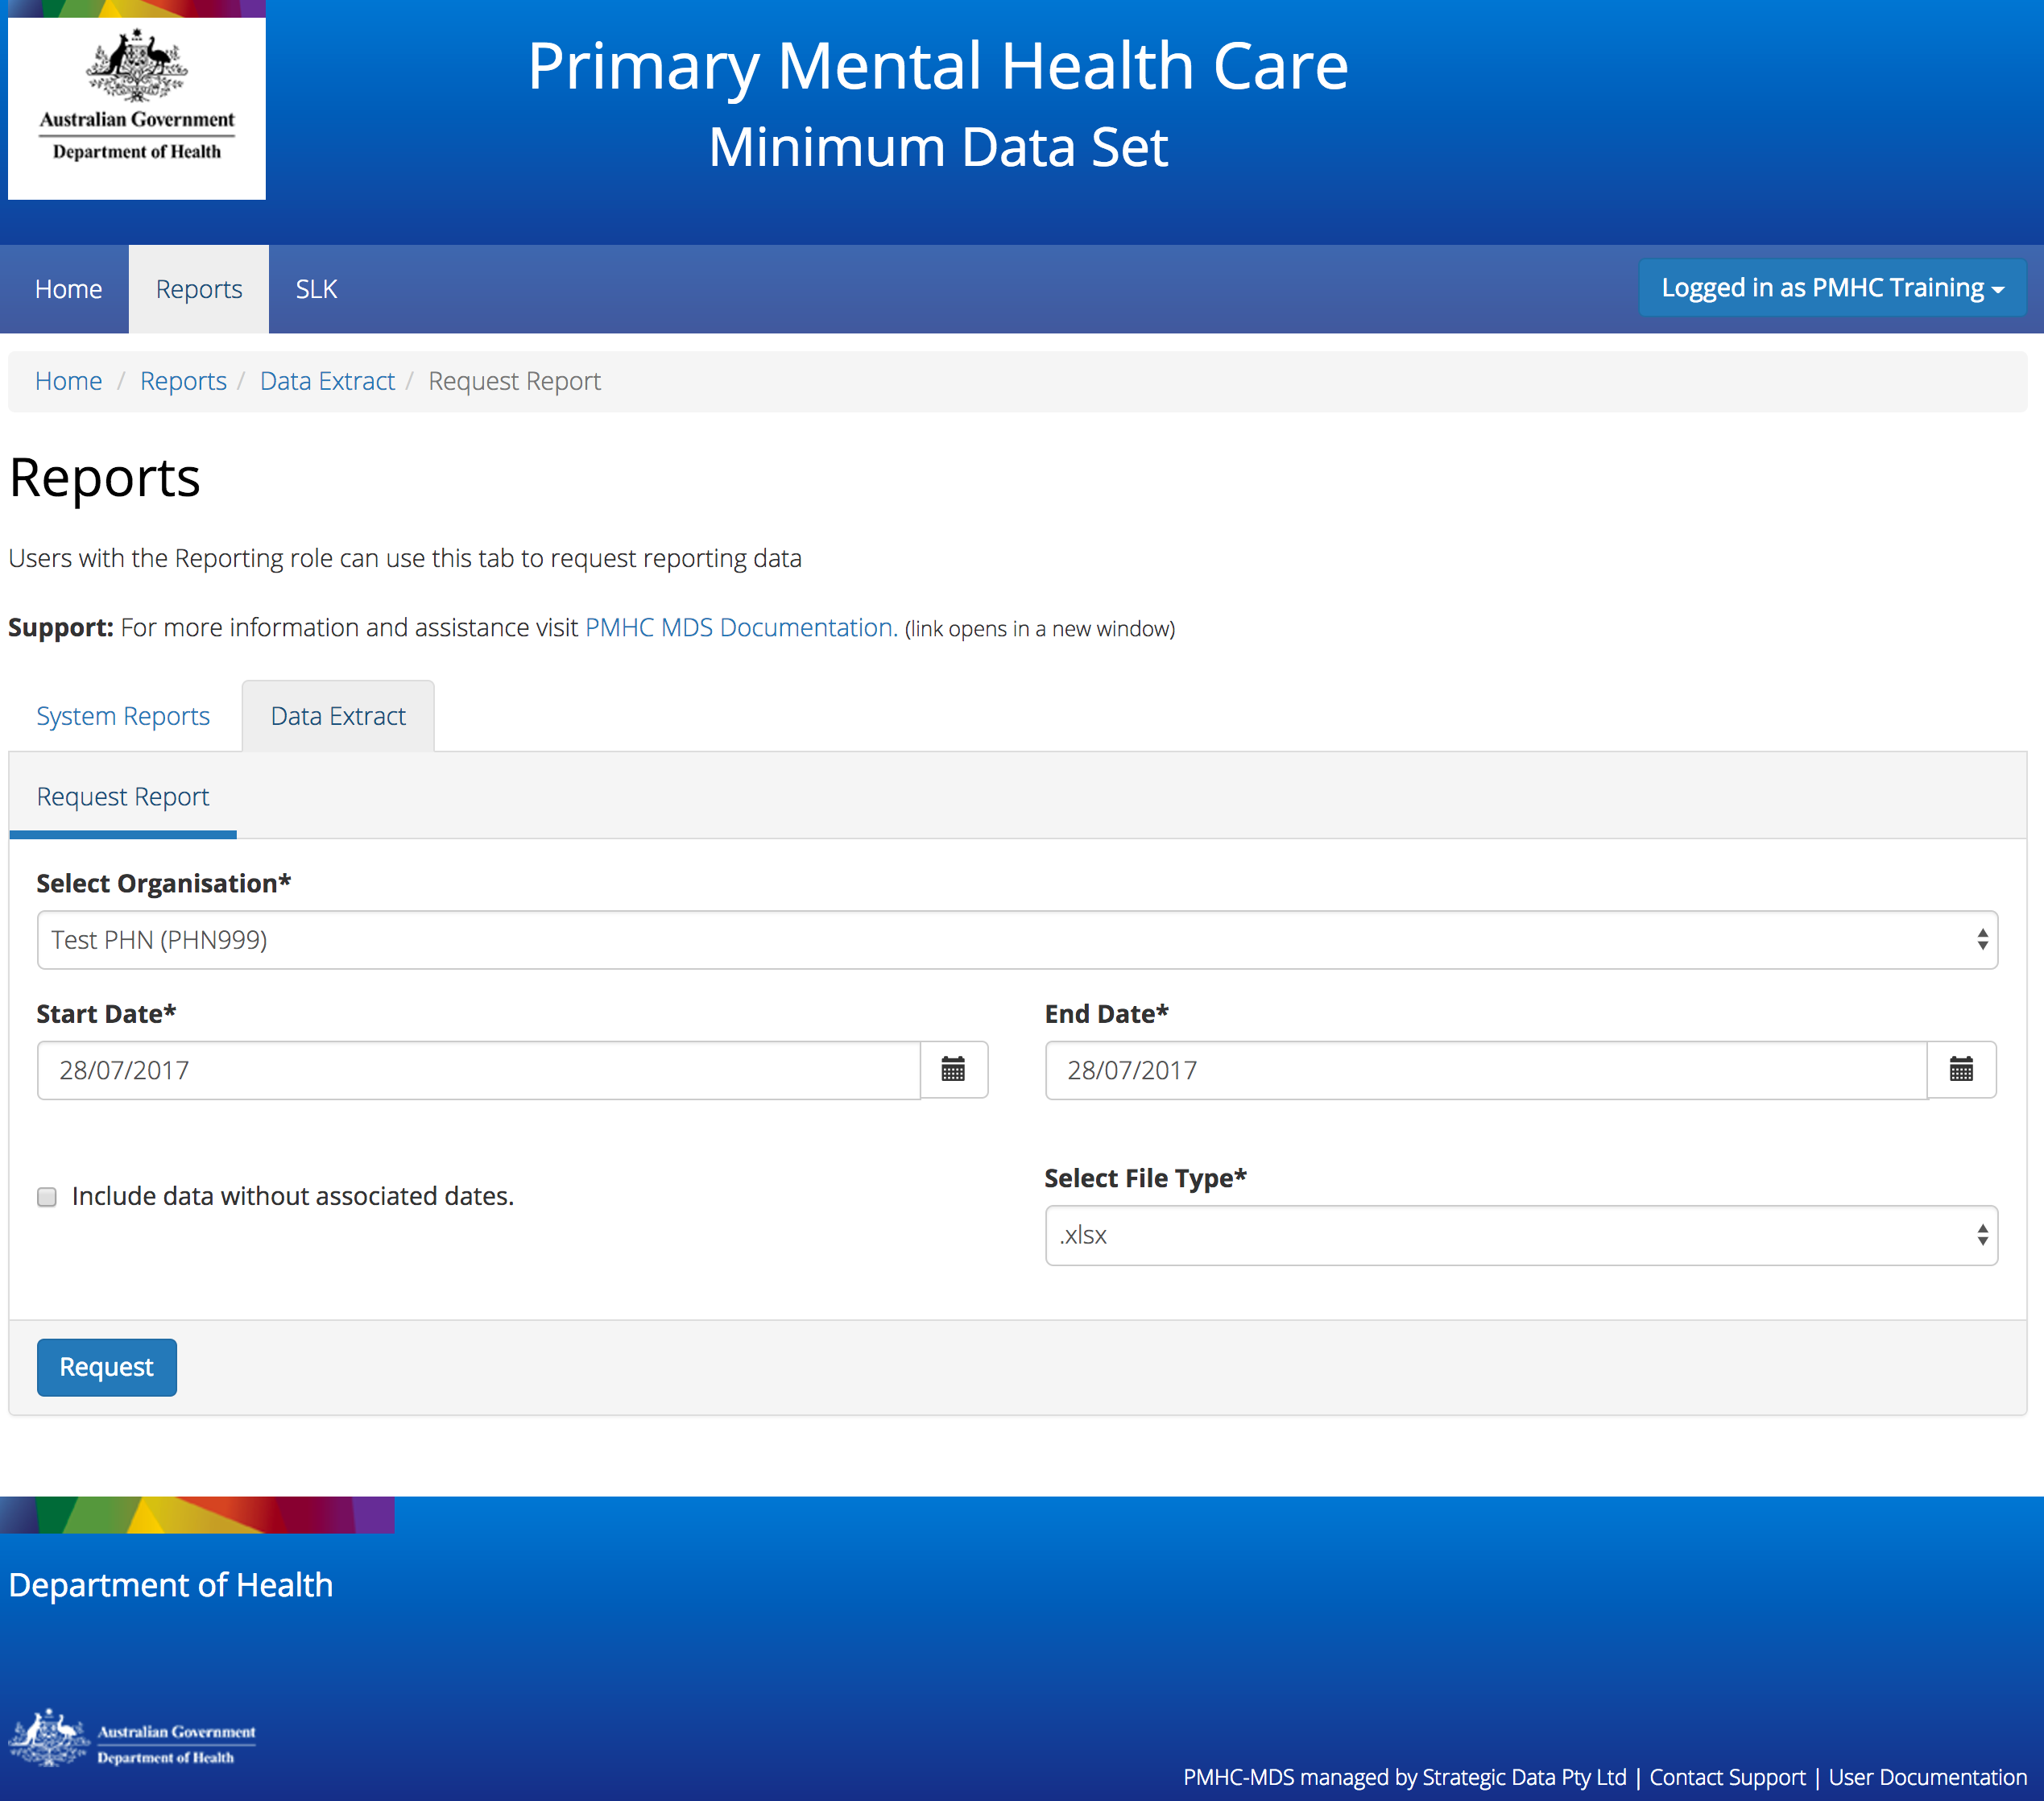 Australian Government
Department of Health
Primary Mental Health Care
Minimum Data Set
Home Reports SLK Logged in as PMHC Training
Home / Reports / Data Extract / Request Report
Reports
Users with the Reporting role can use this tab to request reporting data
Support: For more information and assistance visit PMHC MDS Documentation. (link opens in a new window)
System Reports Data Extract
Request Report
Select Organisation*
Test PHN (PHN999)
Start Date* End Date*
28/07/2017 28/07/2017
Select File Type*
Include data without associated dates.
.xlsx
Request
Department of Health
Australian Government
Department of Health
PMHC-MDS managed by Strategic Data Pty Ltd | Contact Support | User Documentation